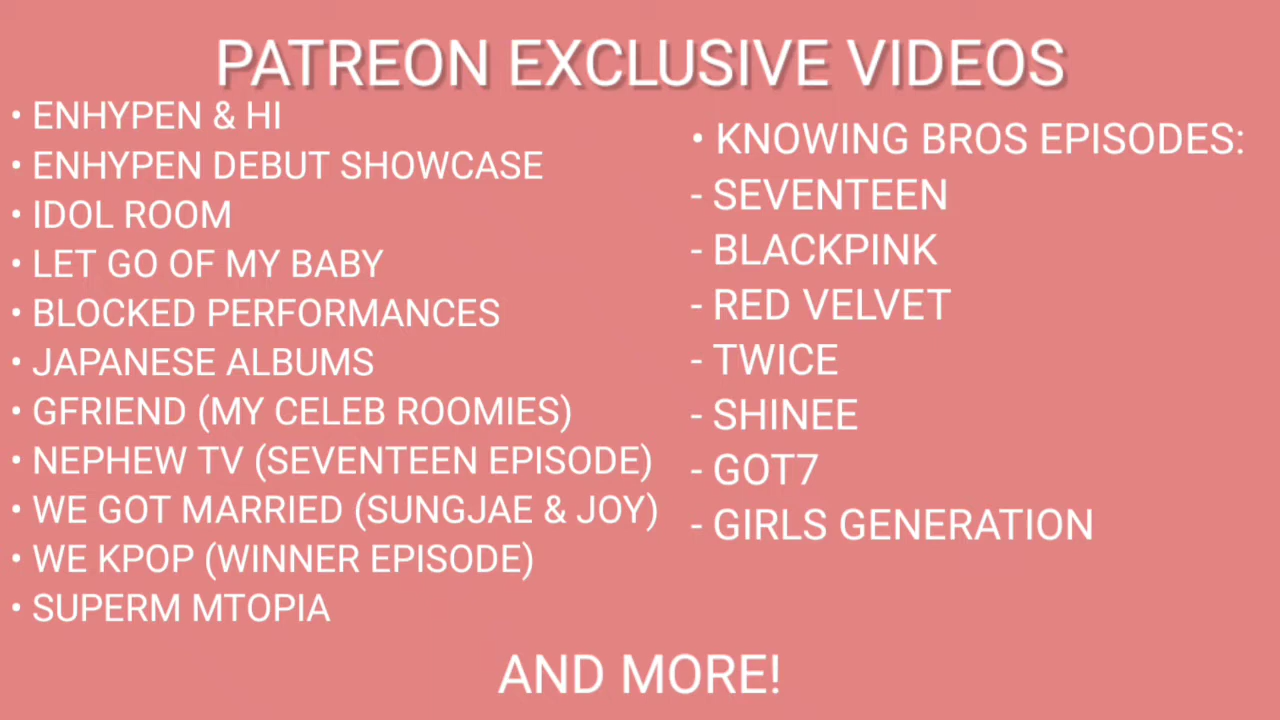 PATREON EXCLUSIVE VIDEOS
• ENHYPEN & HI
• ENHYPEN DEBUT SHOWCASE
• IDOL ROOM
• LET GO OF MY BABY
• BLOCKED PERFORMANCES
• JAPANESE ALBUMS
• GFRIEND (MY CELEB ROOMIES)
• NEPHEW TV (SEVENTEEN EPISODE)
• WE GOT MARRIED (SUNGJAE & JOY)
• WE KPOP (WINNER EPISODE)
• SUPERM MTOPIA
• KNOWING BROS EPISODES:
- SEVENTEEN
- BLACKPINK
- RED VELVET
- TWICE
- SHINEE
- GOT7
- GIRLS GENERATION
AND MORE!